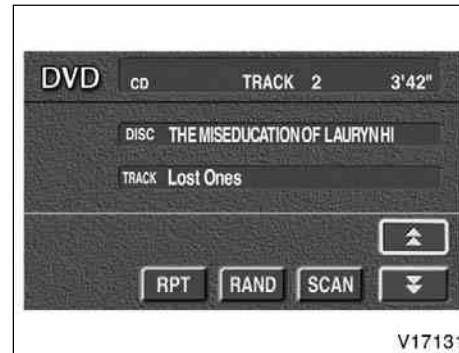 DVD CD TRACK 2 3'42"
DISC THE MISEDUCATION OF LAURYN HI
TRACK Lost Ones
RPT RAND SCAN
V17131